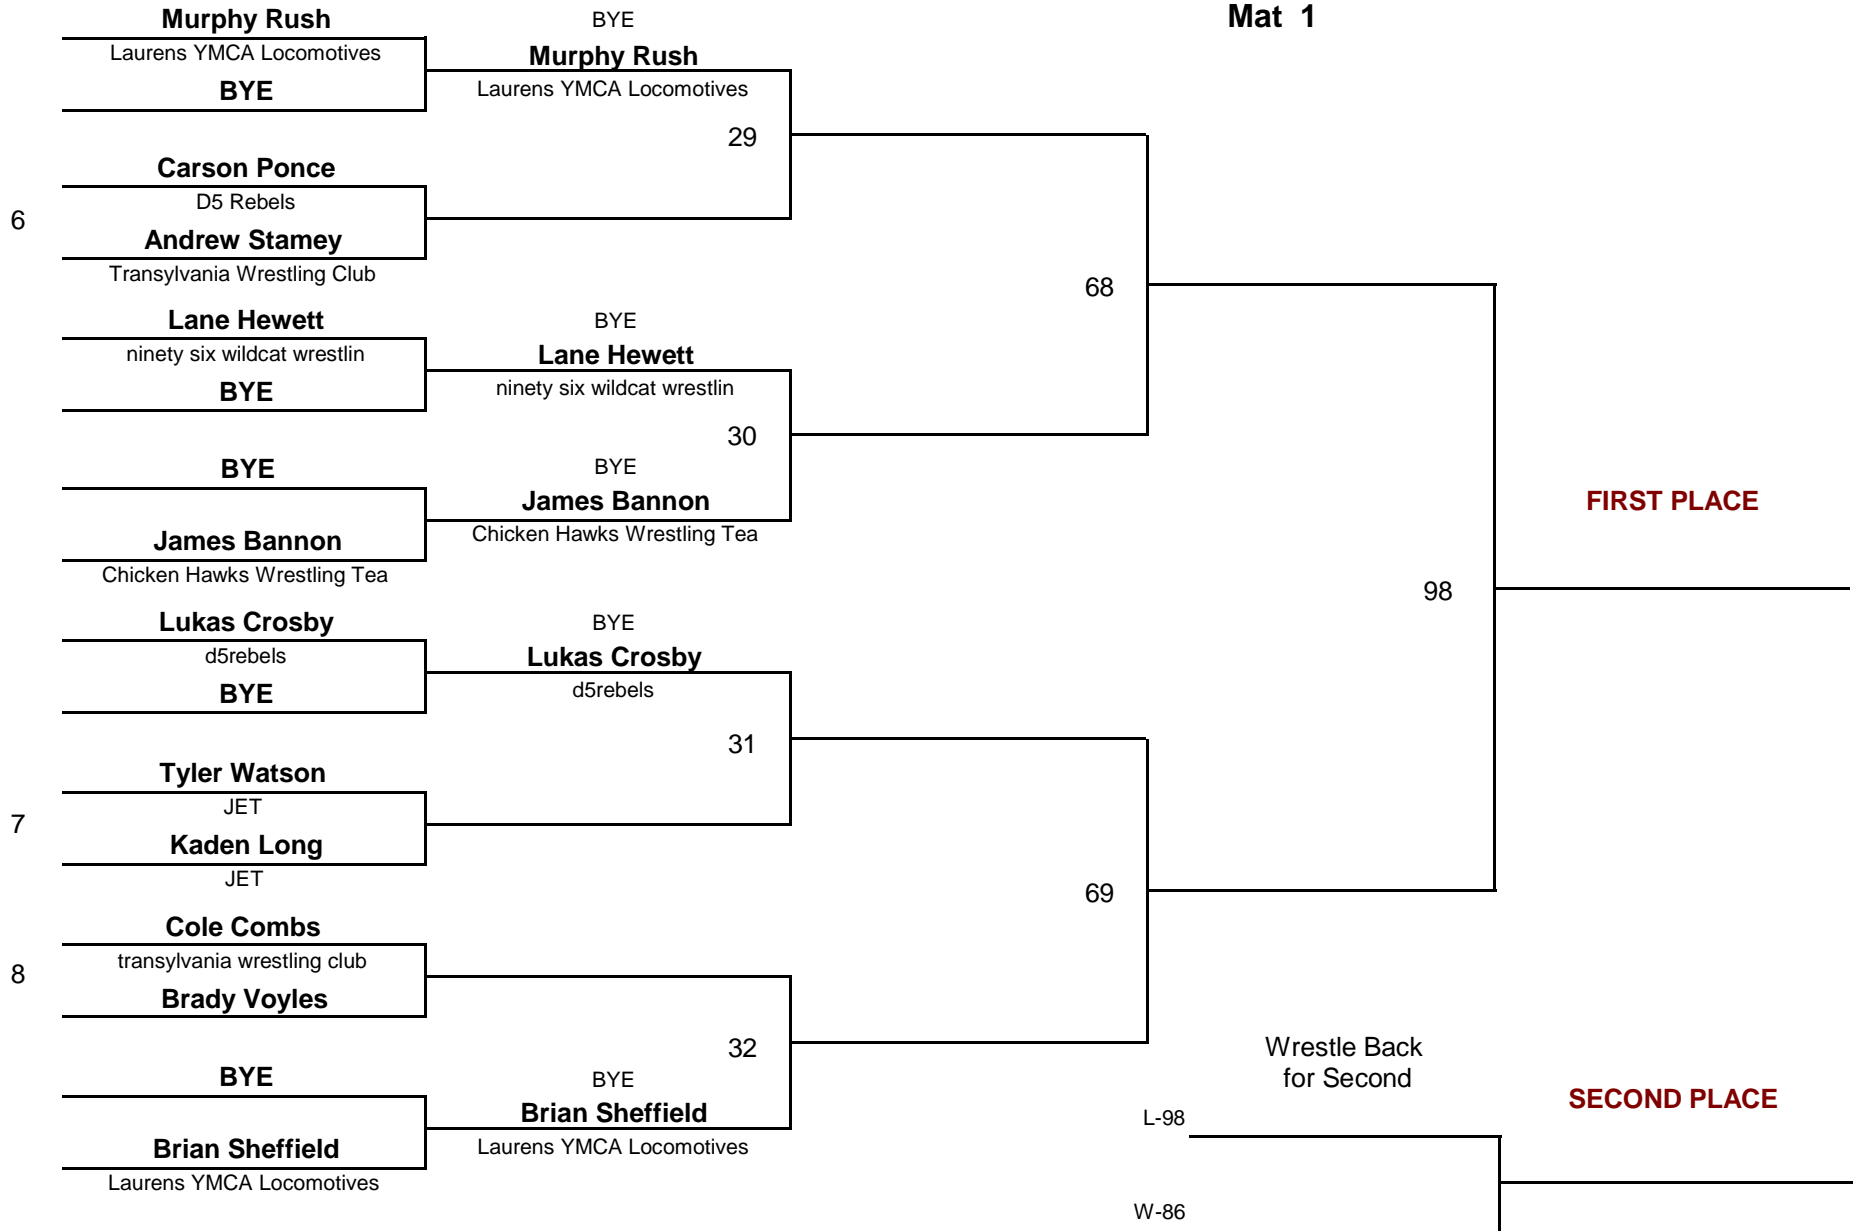 Mat 1
Murphy Rush
Laurens YMCA Locomotives
BYE
BYE
Murphy Rush
Laurens YMCA Locomotives
29
6
Carson Ponce
D5 Rebels
Andrew Stamey
Transylvania Wrestling Club
68
Lane Hewett
ninety six wildcat wrestlin
BYE
BYE
Lane Hewett
ninety six wildcat wrestlin
30
BYE
James Bannon
Chicken Hawks Wrestling Tea
BYE
James Bannon
Chicken Hawks Wrestling Tea
FIRST PLACE
98
Lukas Crosby
d5rebels
BYE
BYE
Lukas Crosby
d5rebels
31
7
Tyler Watson
JET
Kaden Long
JET
69
8
Cole Combs
transylvania wrestling club
Brady Voyles
32
BYE
Brian Sheffield
Laurens YMCA Locomotives
BYE
Brian Sheffield
Laurens YMCA Locomotives
Wrestle Back
for Second
SECOND PLACE
L-98
W-86